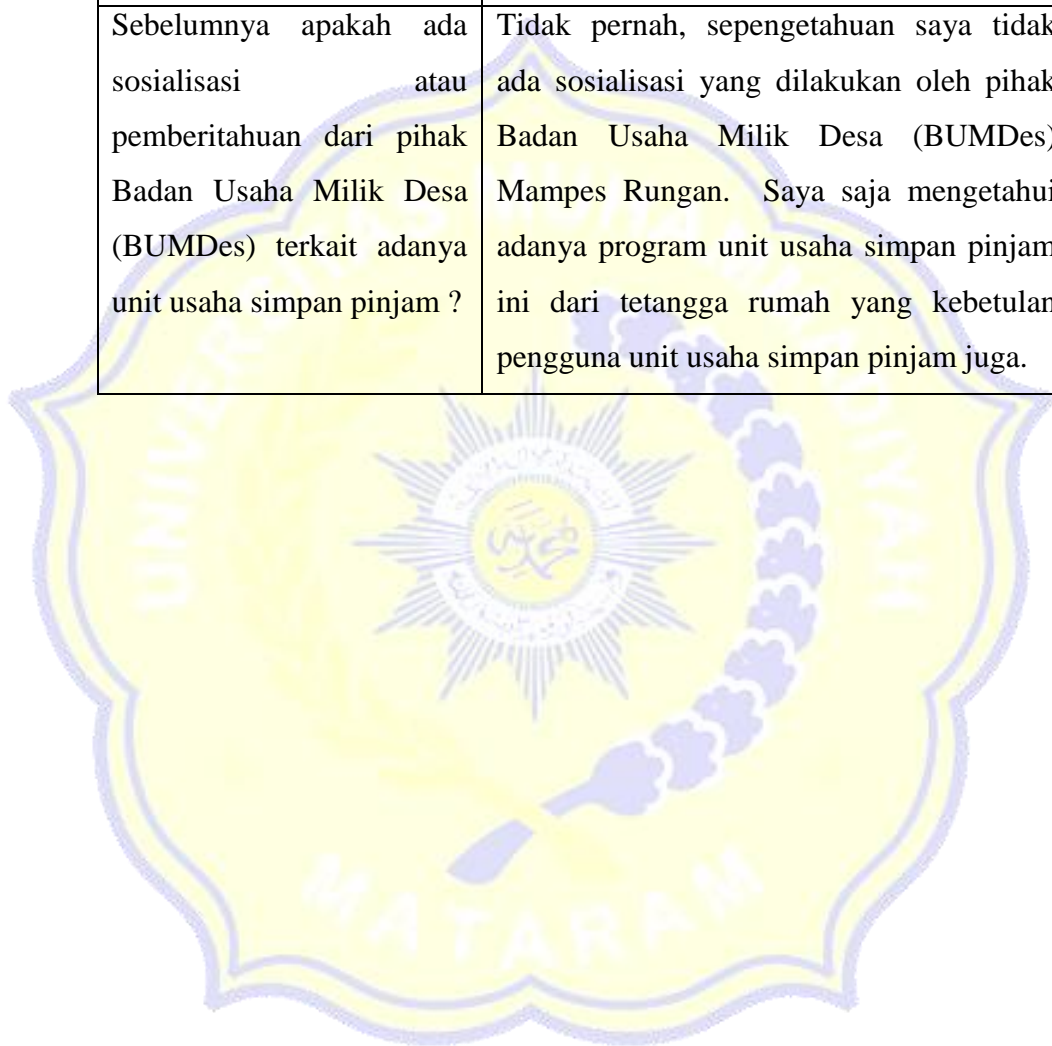 Sebelumnya apakah ada
sosialisasi atau
pemberitahuan dari pihak
Badan Usaha Milik Desa
(BUMDes) terkait adanya
unit usaha simpan pinjam ?
Tidak pernah, sepengetahuan saya tidak
ada sosialisasi yang dilakukan oleh pihak
Badan Usaha Milik Desa (BUMDes)
Mampes Rungan. Saya saja mengetahui
adanya program unit usaha simpan pinjam
ini dari tetangga rumah yang kebetulan
pengguna unit usaha simpan pinjam juga.
UNIVERSITAS MUHAMMADIYAH
MATARAM